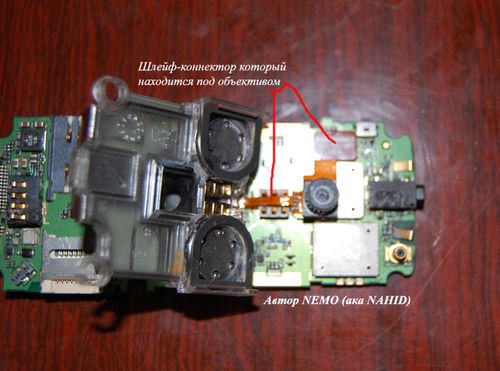 Шлейф-коннектор который
находится под объективом
Автор NEMO (ака NAHID)